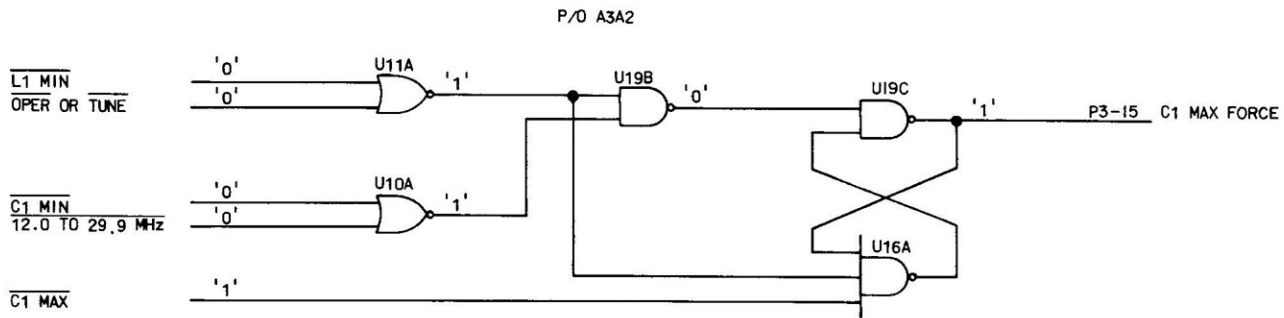 P/O A3A2
L1 MIN
OPER OR TUNE
'0'
'0'
U11A
'1'
U19B
'0'
U19C
'1'
P3-15
C1 MAX FORCE
C1 MIN
12.0 TO 29.9 MHz
'0'
'0'
U10A
'1'
U16A
C1 MAX
'1'